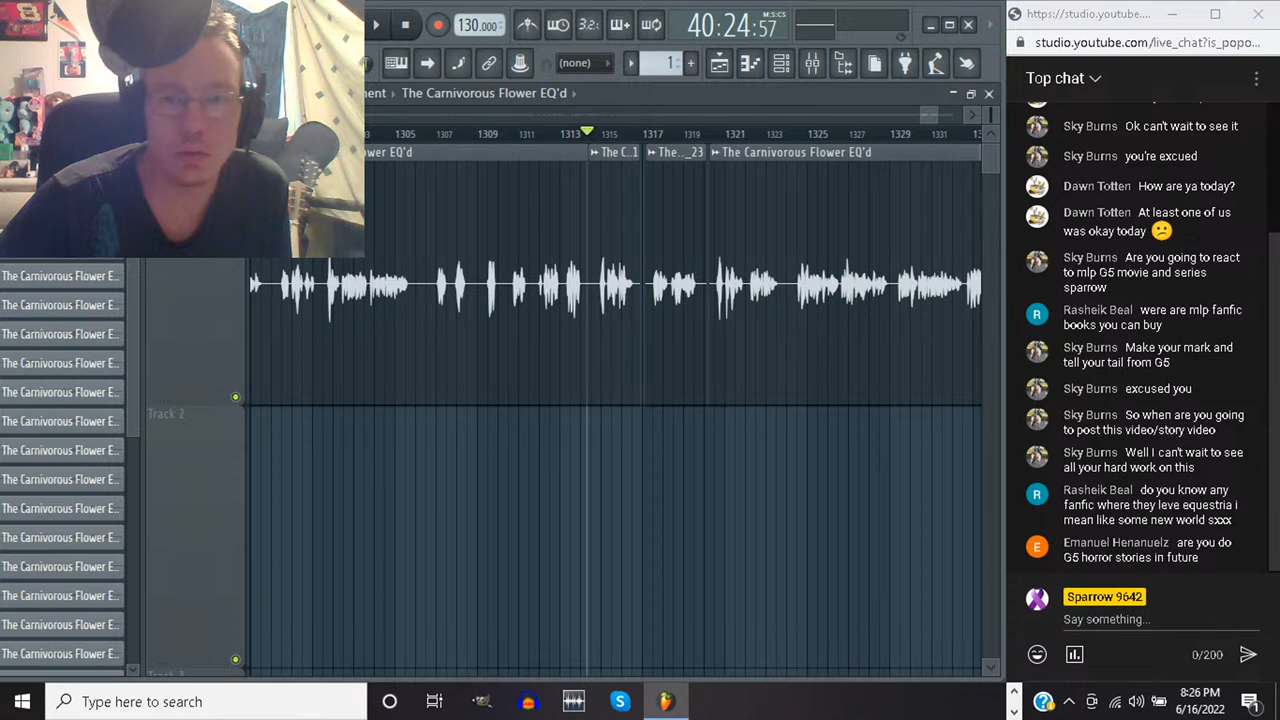 130.000
3.2:
40:24:57
M:S:CS
https://studio.youtube....
studio.youtube.com/live_chat?is_popo...
(none)
1
The Carnivorous Flower EQ'd
1305
1307
1309
1311
1313
1315
1317
1319
1321
1323
1325
1327
1329
1331
ower EQ'd
The C..1
The.._23
The Carnivorous Flower EQ'd
The Carnivorous Flower E..
The Carnivorous Flower E..
The Carnivorous Flower E..
The Carnivorous Flower E..
The Carnivorous Flower E..
The Carnivorous Flower E..
The Carnivorous Flower E..
The Carnivorous Flower E..
The Carnivorous Flower E..
The Carnivorous Flower E..
The Carnivorous Flower E..
The Carnivorous Flower E..
The Carnivorous Flower E..
The Carnivorous Flower E..
Track 2
Top chat
Sky Burns Ok can't wait to see it
Sky Burns you're excued
Dawn Totten How are ya today?
Dawn Totten At least one of us
was okay today
Sky Burns Are you going to
react to mlp G5 movie and series
sparrow
Rasheik Beal were are mlp fanfic
books you can buy
Sky Burns Make your mark and
tell your tail from G5
Sky Burns excused you
Sky Burns So when are you going
to post this video/story video
Sky Burns Well I can't wait to see
all your hard work on this
Rasheik Beal do you know any
fanfic where they leve equestria i
mean like some new world sxxx
Emanuel Henanuelz are you do
G5 horror stories in future
Sparrow 9642
Say something...
0/200
Type here to search
8:26 PM
6/16/2022
1